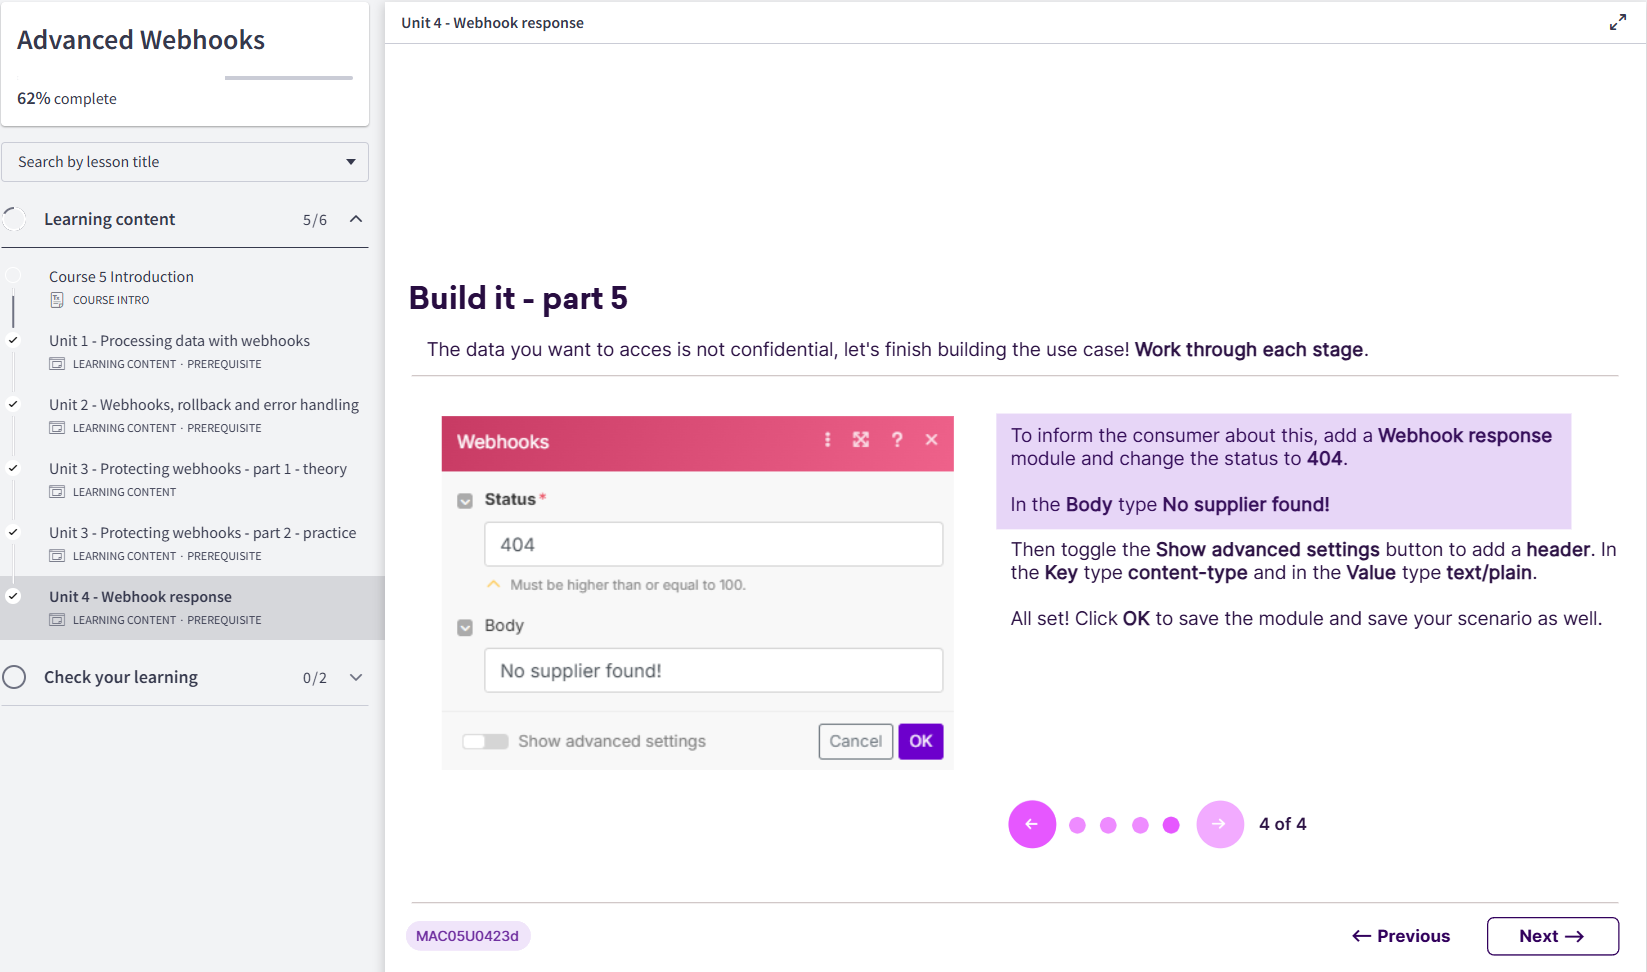 Advanced Webhooks
62% complete
Search by lesson title
Learning content 5/6
Course 5 Introduction
COURSE INTRO
Unit 1 - Processing data with webhooks
LEARNING CONTENT · PREREQUISITE
Unit 2 - Webhooks, rollback and error handling
LEARNING CONTENT · PREREQUISITE
Unit 3 - Protecting webhooks - part 1 - theory
LEARNING CONTENT
Unit 3 - Protecting webhooks - part 2 - practice
LEARNING CONTENT · PREREQUISITE
Unit 4 - Webhook response
LEARNING CONTENT · PREREQUISITE
Check your learning 0/2
Unit 4 - Webhook response
Build it - part 5
The data you want to acces is not confidential, let's finish building the use case! Work through each stage.
Webhooks
Status*
404
Must be higher than or equal to 100.
Body
No supplier found!
Show advanced settings
Cancel
OK
To inform the consumer about this, add a Webhook response
module and change the status to 404.
In the Body type No supplier found!
Then toggle the Show advanced settings button to add a header. In
the Key type content-type and in the Value type text/plain.
All set! Click OK to save the module and save your scenario as well.
4 of 4
MAC05U0423d
← Previous
Next →